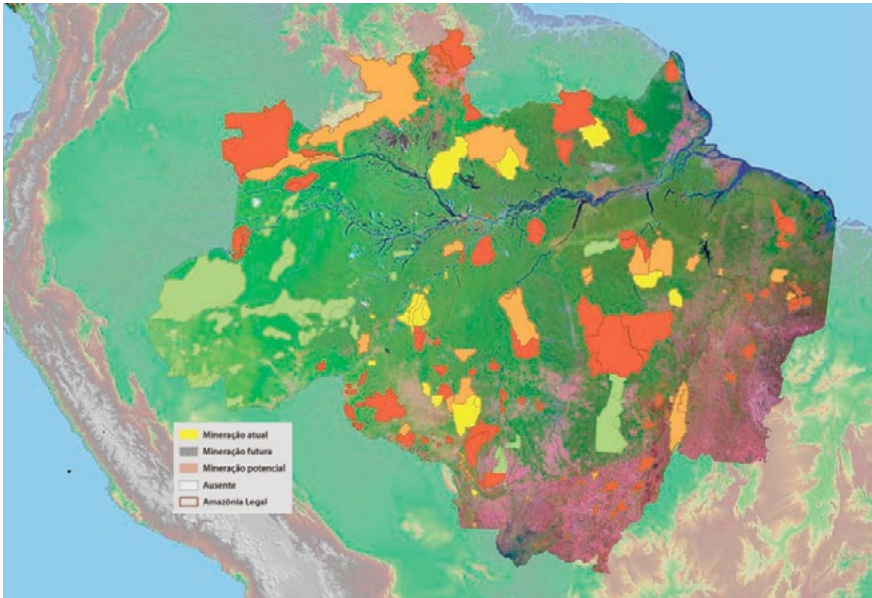 Mineração atual
Mineração futura
Mineração potencial
Ausente
Amazônia Legal